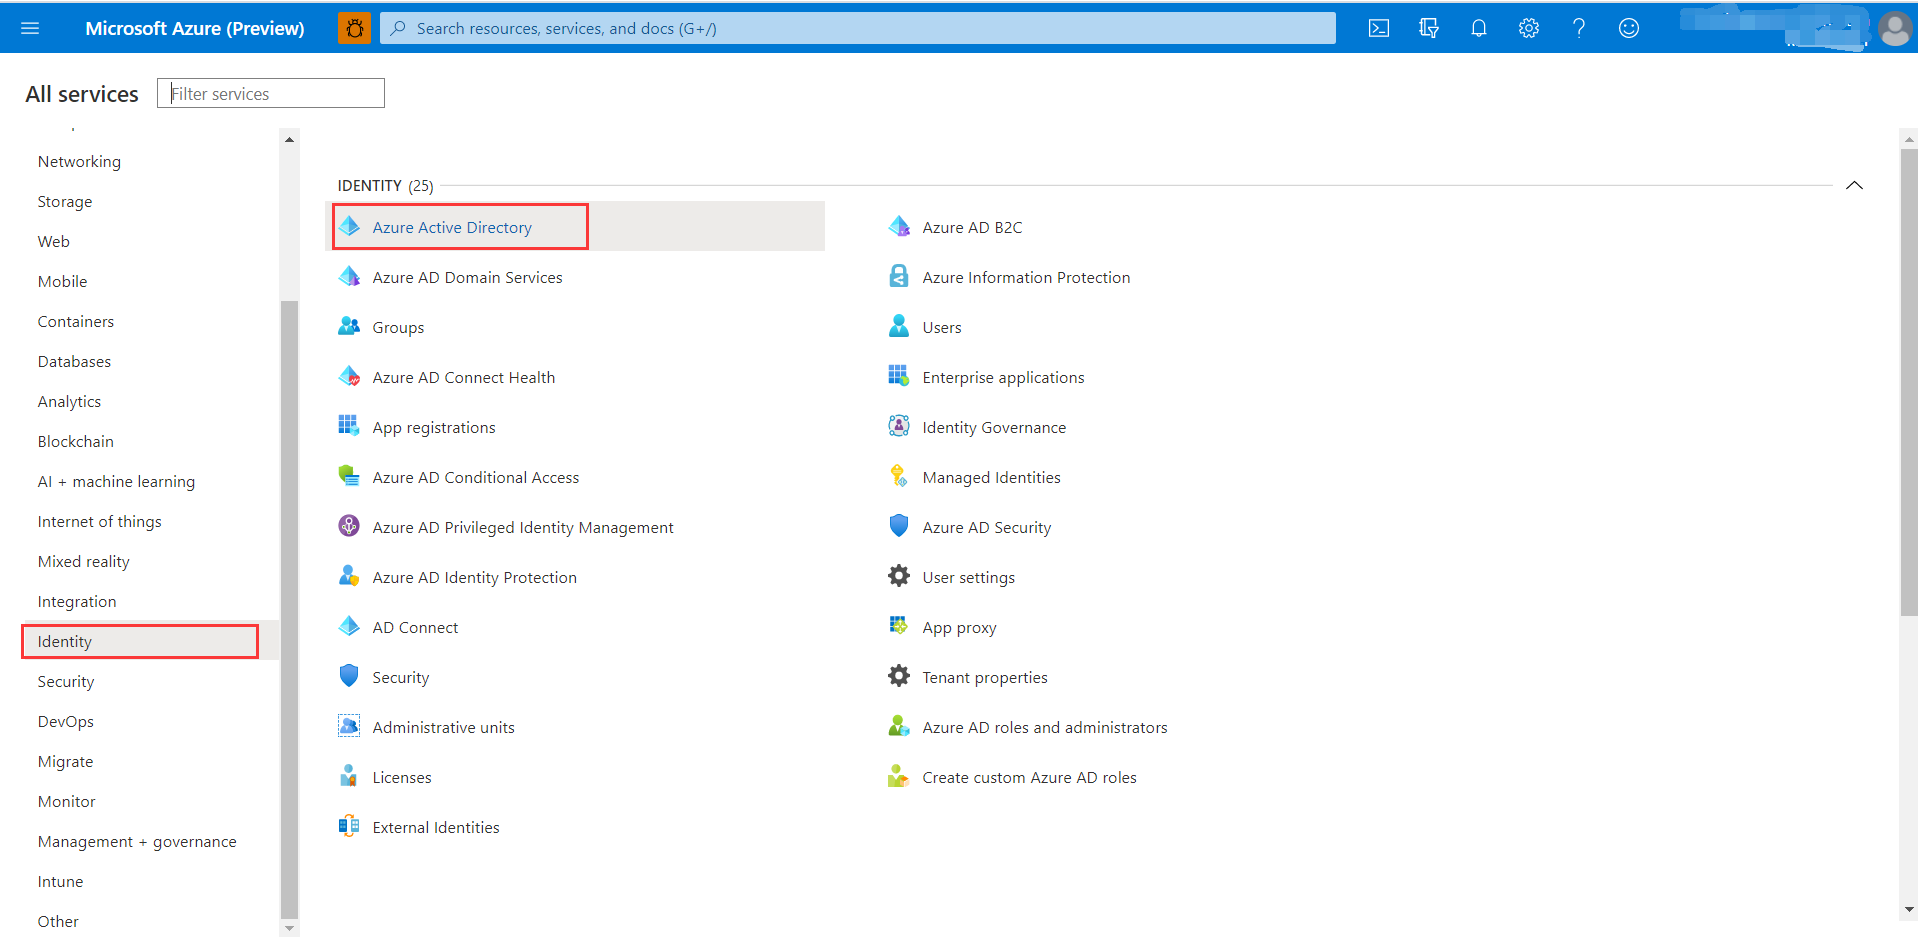 Microsoft Azure (Preview)
Search resources, services, and docs (G+/)
All services
Filter services
Networking
Storage
Web
Mobile
Containers
Databases
Analytics
Blockchain
AI + machine learning
Internet of things
Mixed reality
Integration
Identity
Security
DevOps
Migrate
Monitor
Management + governance
Intune
Other
IDENTITY (25)
Azure Active Directory
Azure AD B2C
Azure AD Domain Services
Azure Information Protection
Groups
Users
Azure AD Connect Health
Enterprise applications
App registrations
Identity Governance
Azure AD Conditional Access
Managed Identities
Azure AD Privileged Identity Management
Azure AD Security
Azure AD Identity Protection
User settings
AD Connect
App proxy
Security
Tenant properties
Administrative units
Azure AD roles and administrators
Licenses
Create custom Azure AD roles
External Identities